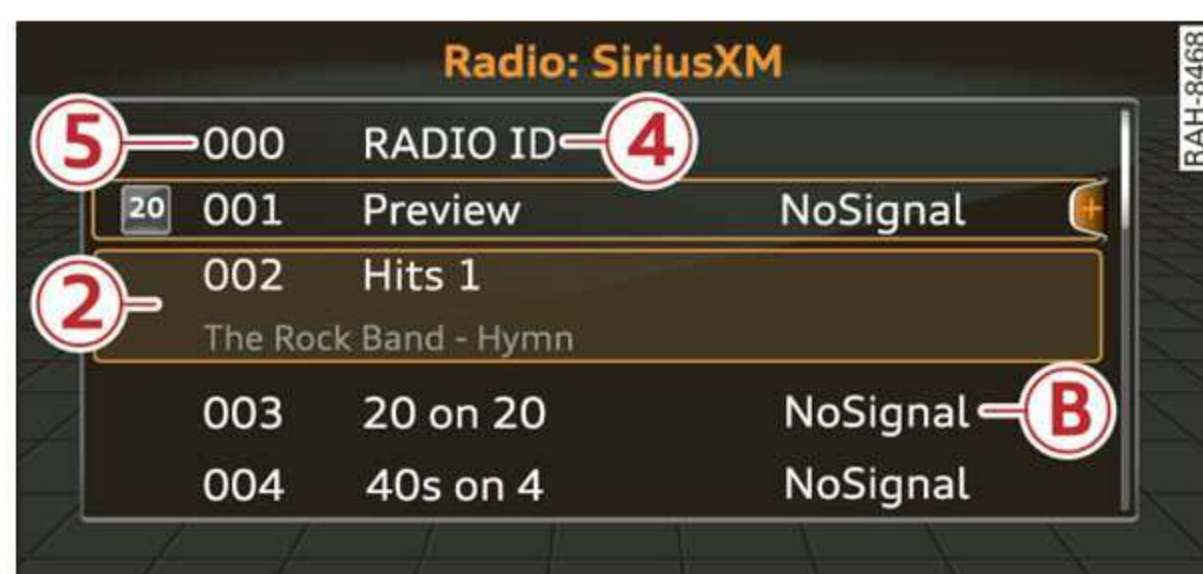 Radio: SiriusXM
RAH-8468
5 000 RADIO ID 4
20 001 Preview NoSignal +
2 002 Hits 1
The Rock Band - Hymn
003 20 on 20 NoSignal B
004 40s on 4 NoSignal